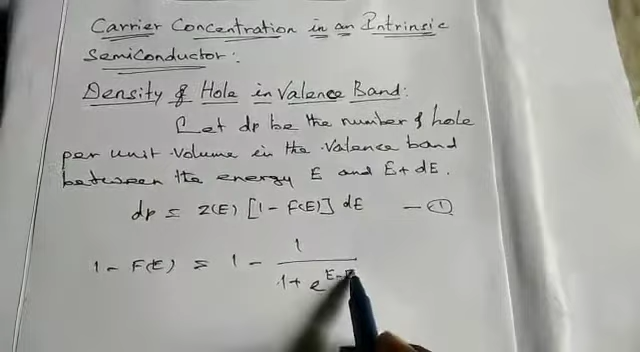 Carrier Concentration in an Intrinsic
Semiconductor:
Density of Hole in Valence Band:
Let dp be the number of hole
per unit volume in the valence band
between the energy E and E+dE.
dp = Z(E) [1 - F(E)] dE — ①
1 - F(E) = 1 - 1 / 1 + e^E-